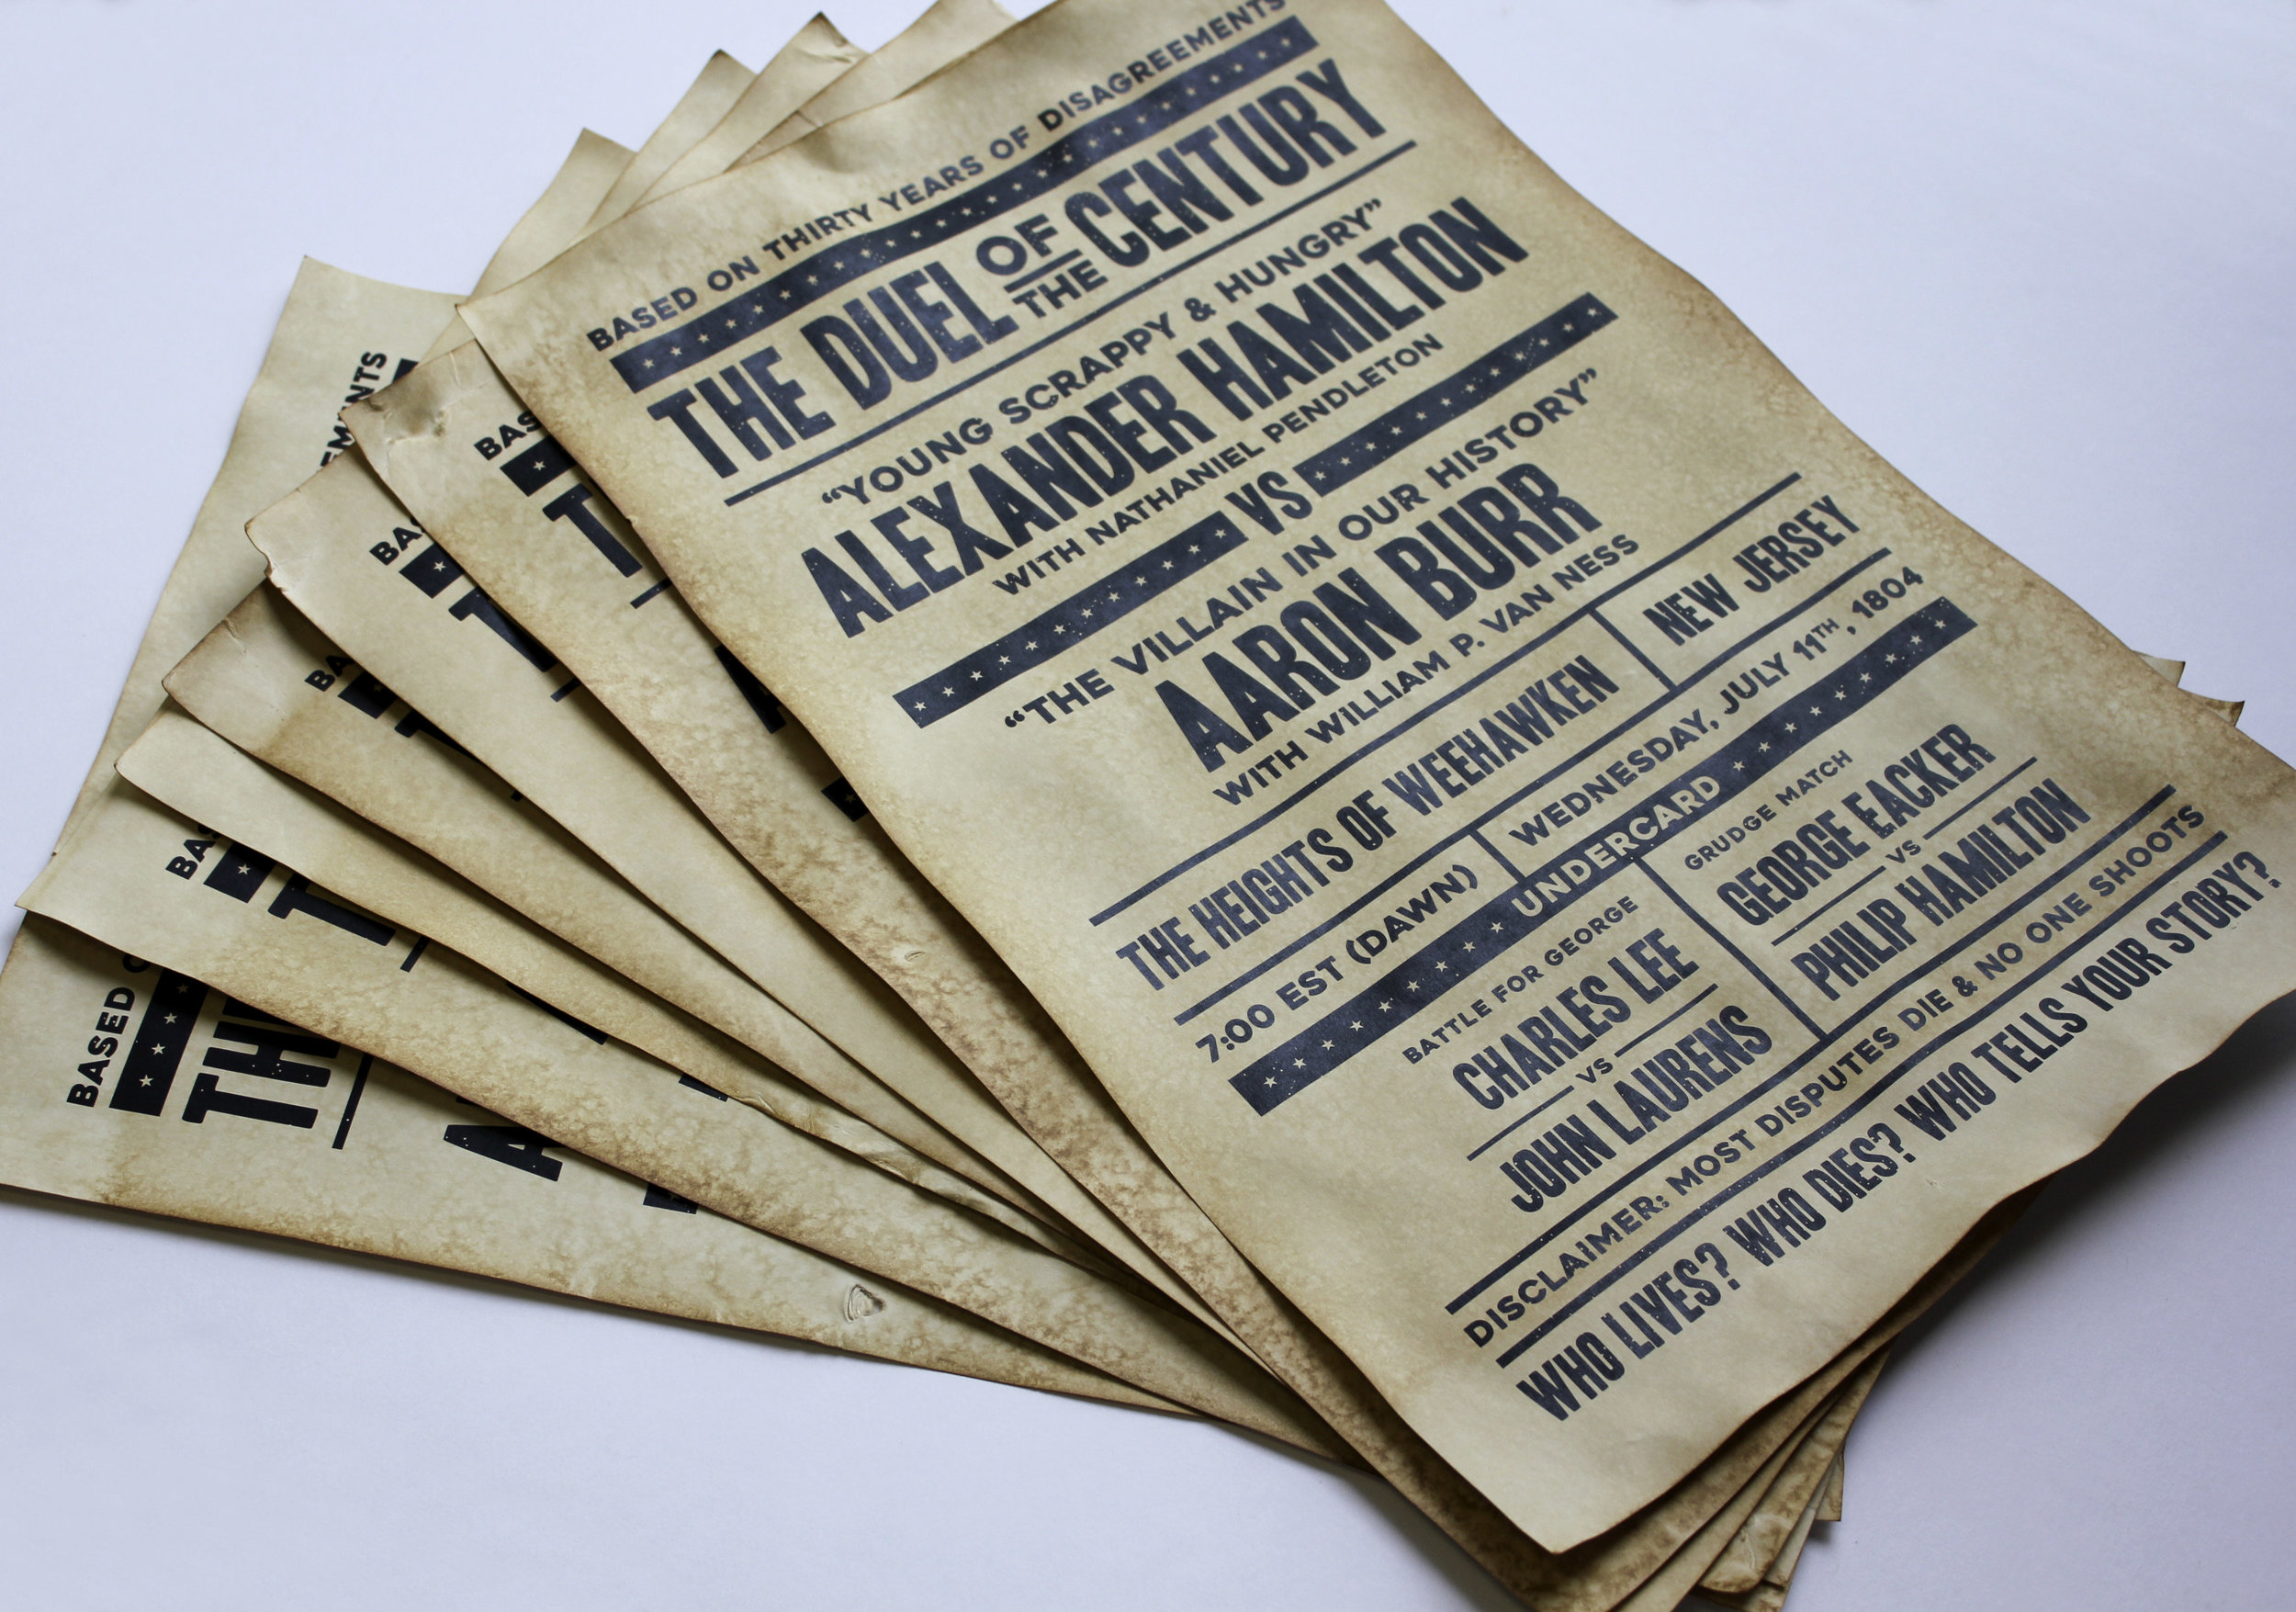 BASED ON THIRTY YEARS OF DISAGREEMENTS
THE DUEL OF THE CENTURY
“YOUNG SCRAPPY & HUNGRY”
ALEXANDER HAMILTON
WITH NATHANIEL PENDLETON
VS
“THE VILLAIN IN OUR HISTORY”
AARON BURR
WITH WILLIAM P. VAN NESS
THE HEIGHTS OF WEEHAWKEN NEW JERSEY
7:00 EST (DAWN) WEDNESDAY, JULY 11TH, 1804
UNDERCARD
BATTLE FOR GEORGE
CHARLES LEE
VS
JOHN LAURENS
GRUDGE MATCH
GEORGE EACKER
VS
PHILIP HAMILTON
DISCLAIMER: MOST DISPUTES DIE & NO ONE SHOOTS
WHO LIVES? WHO DIES? WHO TELLS YOUR STORY?
BASED